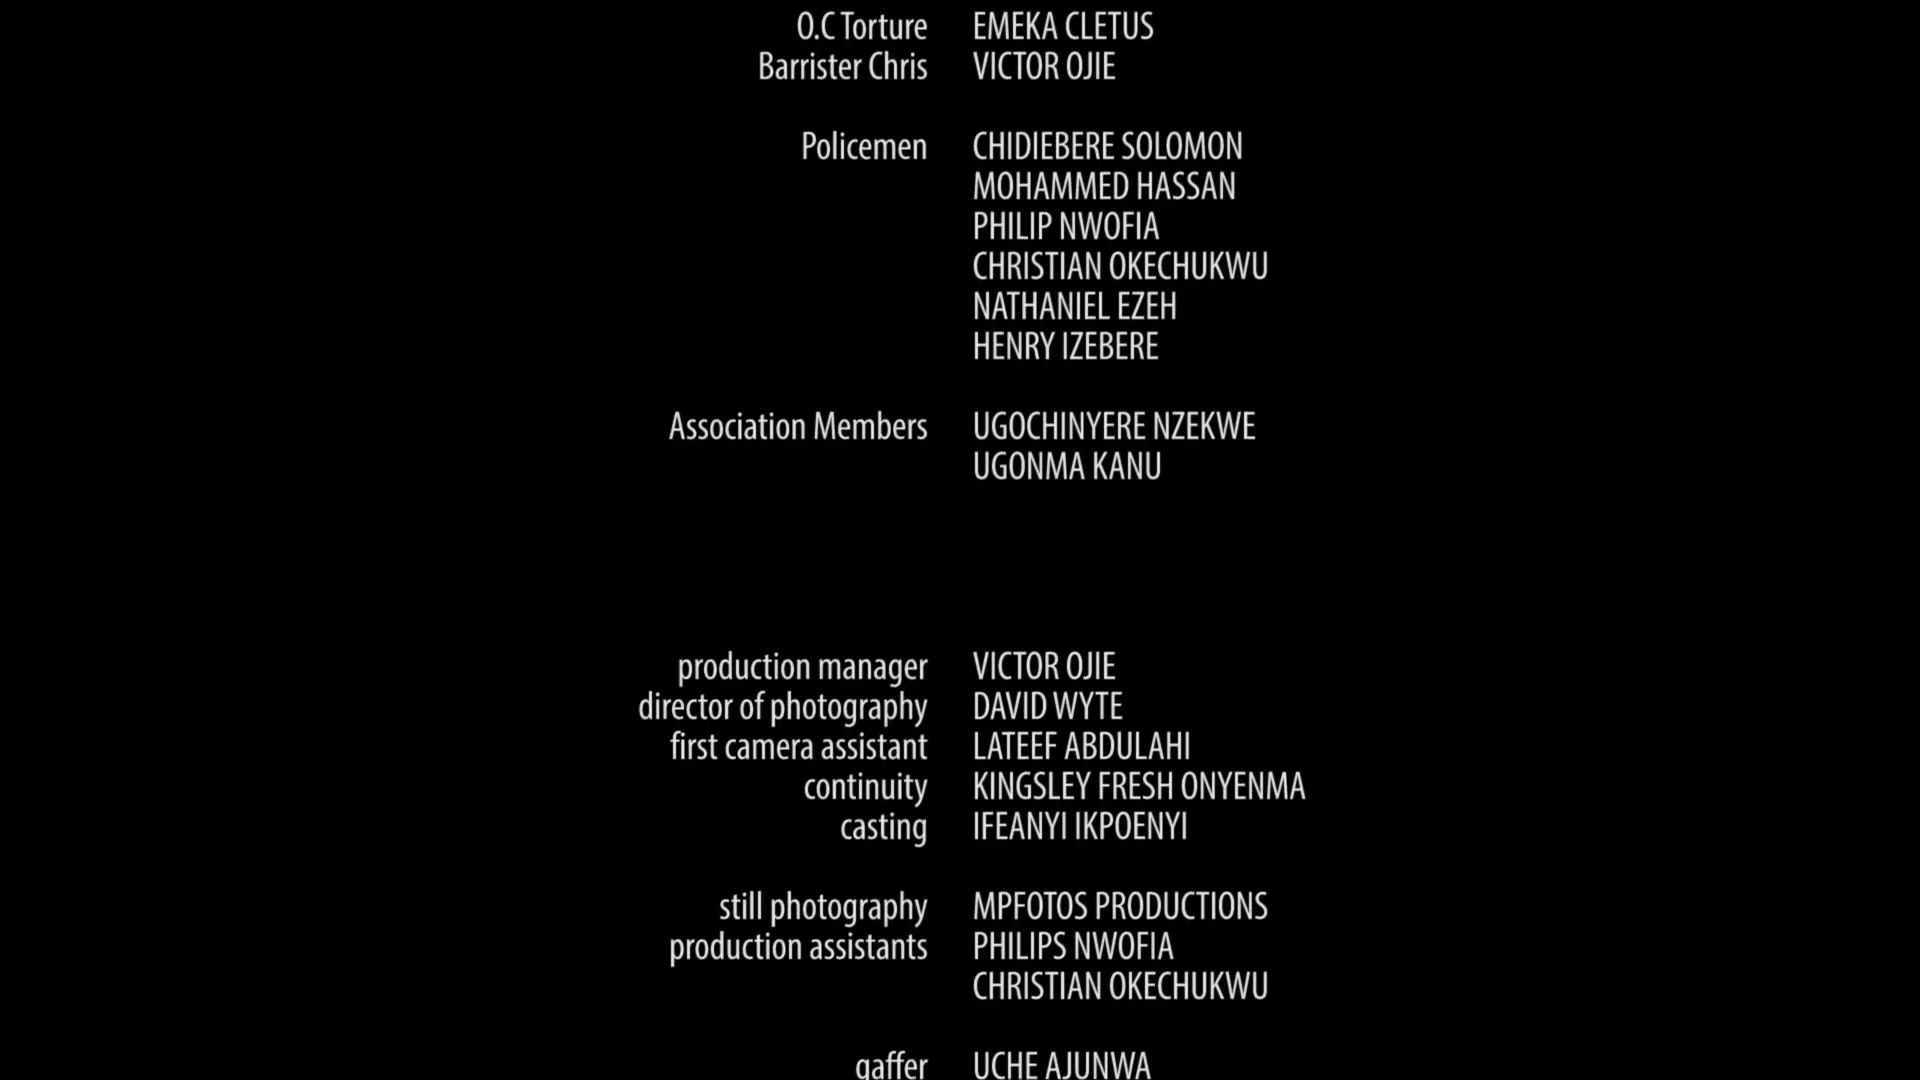 O.C Torture EMEKA CLETUS
Barrister Chris VICTOR OJIE
Policemen CHIDIEBERE SOLOMON
MOHAMMED HASSAN
PHILIP NWOFIA
CHRISTIAN OKECHUKWU
NATHANIEL EZEH
HENRY IZEBERE
Association Members UGOCHINYERE NZEKWE
UGONMA KANU
production manager VICTOR OJIE
director of photography DAVID WYTE
first camera assistant LATEEF ABDULAHI
continuity KINGSLEY FRESH ONYENMA
casting IFEANYI IKPOENYI
still photography MPFOTOS PRODUCTIONS
production assistants PHILIPS NWOFIA
CHRISTIAN OKECHUKWU
gaffer UCHE AJUNWA